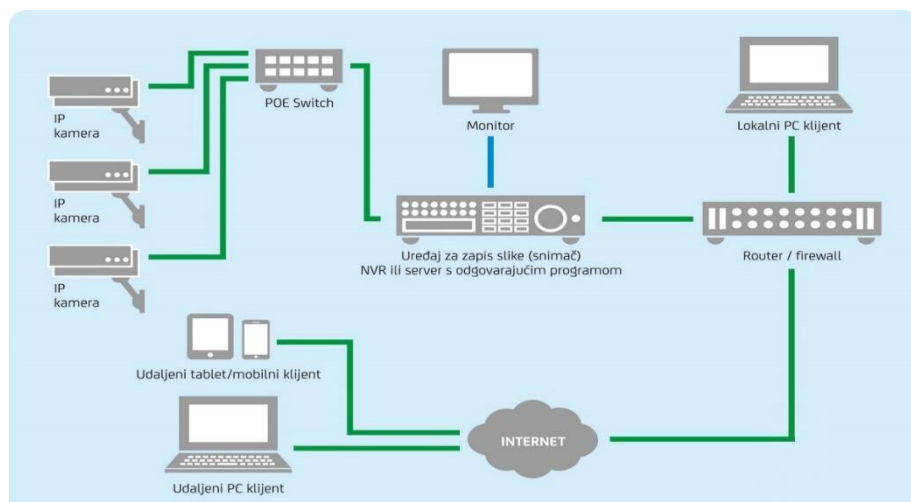 POE Switch
IP
kamera
Monitor
Lokalni PC klijent
IP
kamera
Uređaj za zapis slike (snimač)
NVR ili server s odgovarajućim programom
Router / firewall
IP
kamera
Udaljeni tablet/mobilni klijent
INTERNET
Udaljeni PC klijent